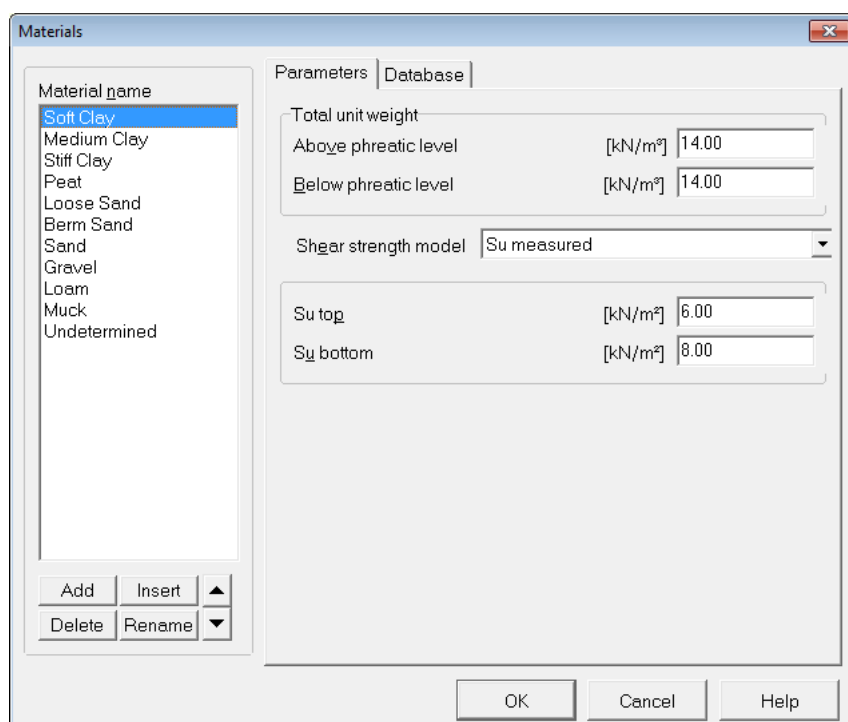 Materials
Material name
Soft Clay
Medium Clay
Stiff Clay
Peat
Loose Sand
Berm Sand
Sand
Gravel
Loam
Muck
Undetermined
Add Insert
Delete Rename
Parameters Database
Total unit weight
Above phreatic level [kN/m³] 14.00
Below phreatic level [kN/m³] 14.00
Shear strength model Su measured
Su top [kN/m²] 6.00
Su bottom [kN/m²] 8.00
OK Cancel Help